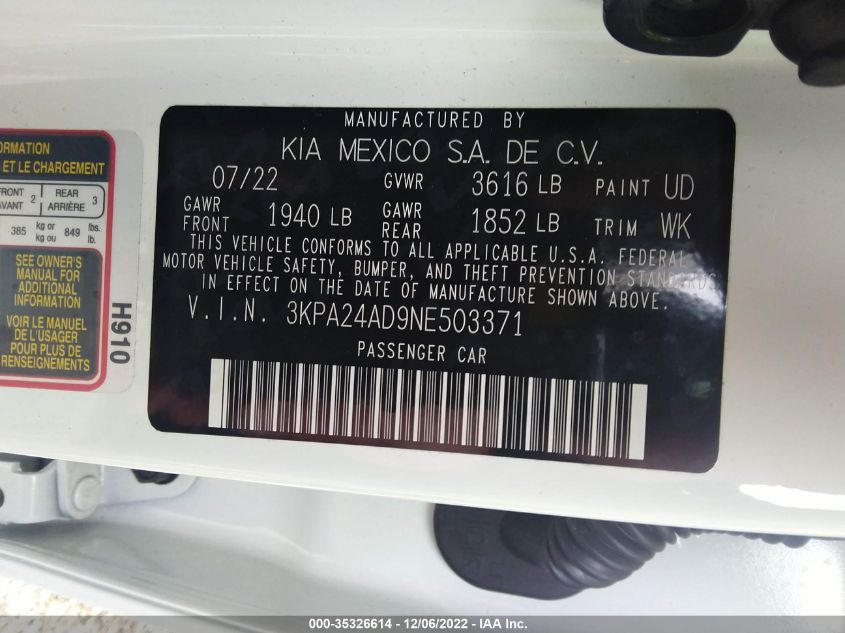 MANUFACTURED BY
KIA MEXICO S.A. DE C.V.
07/22 GVWR 3616 LB PAINT UD
GAWR FRONT 1940 LB GAWR REAR 1852 LB TRIM WK
THIS VEHICLE CONFORMS TO ALL APPLICABLE U.S.A. FEDERAL
MOTOR VEHICLE SAFETY, BUMPER, AND THEFT PREVENTION STANDARDS
IN EFFECT ON THE DATE OF MANUFACTURE SHOWN ABOVE.
V.I.N. 3KPA24AD9NE503371
PASSENGER CAR
ET LE CHARGEMENT
FRONT 2 REAR 3
AVANT ARRIÈRE
385 kg or kg ou 849 lbs. lb.
SEE OWNER'S
MANUAL FOR
ADDITIONAL
INFORMATION
VOIR LE MANUEL
DE L'USAGER
POUR PLUS DE
RENSEIGNEMENTS
H910
000-35326614 - 12/06/2022 - IAA Inc.